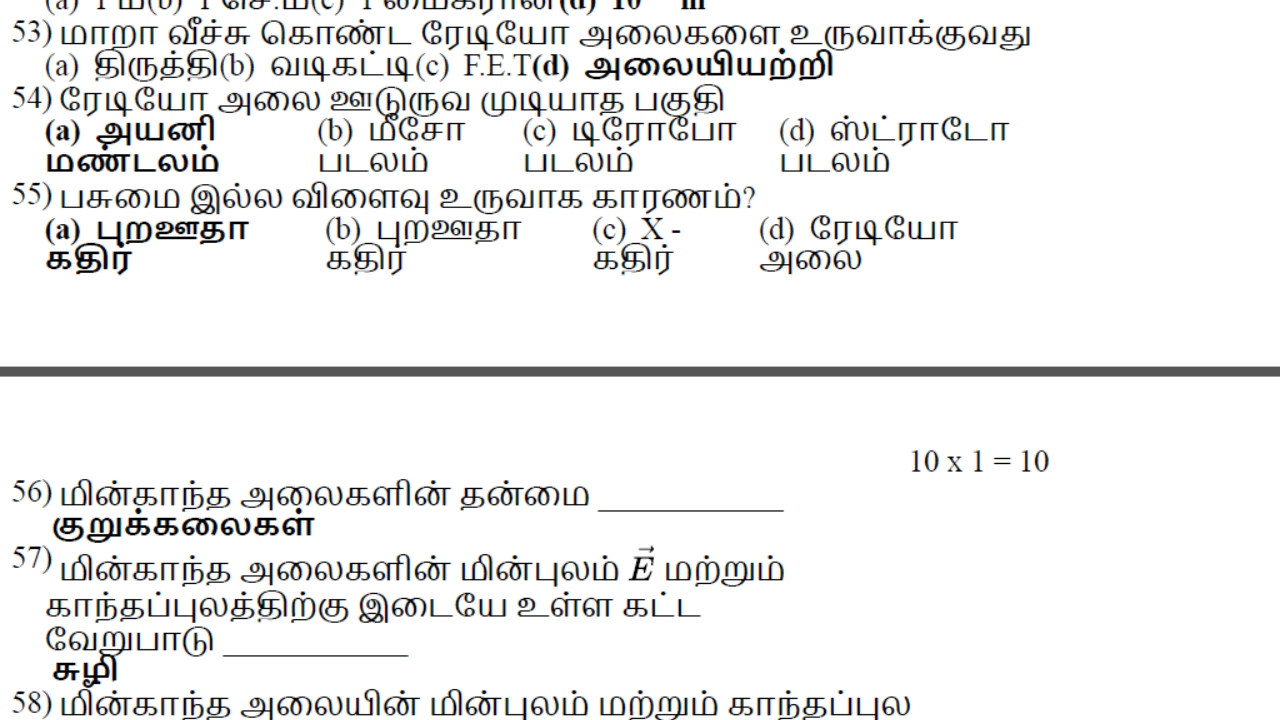 53) மாறா வீச்சு கொண்ட ரேடியோ அலைகளை உருவாக்குவது
(a) திருத்தி(b) வடிகட்டி(c) F.E.T(d) அலையியற்றி
54) ரேடியோ அலை ஊடுருவ முடியாத பகுதி
(a) அயனி (b) மீசோ (c) டிரோபோ (d) ஸ்ட்ராடோ
மண்டலம் படலம் படலம் படலம்
55) பசுமை இல்ல விளைவு உருவாக காரணம்?
(a) புறஊதா (b) புறஊதா (c) X - (d) ரேடியோ
கதிர் கதிர் கதிர் அலை
10 x 1 = 10
56) மின்காந்த அலைகளின் தன்மை ____________
குறுக்கலைகள்
57) மின்காந்த அலைகளின் மின்புலம் E⃗ மற்றும்
காந்தப்புலத்திற்கு இடையே உள்ள கட்ட
வேறுபாடு ____________
சுழி
58) மின்காந்த அலையின் மின்புலம் மற்றும் காந்தப்புல